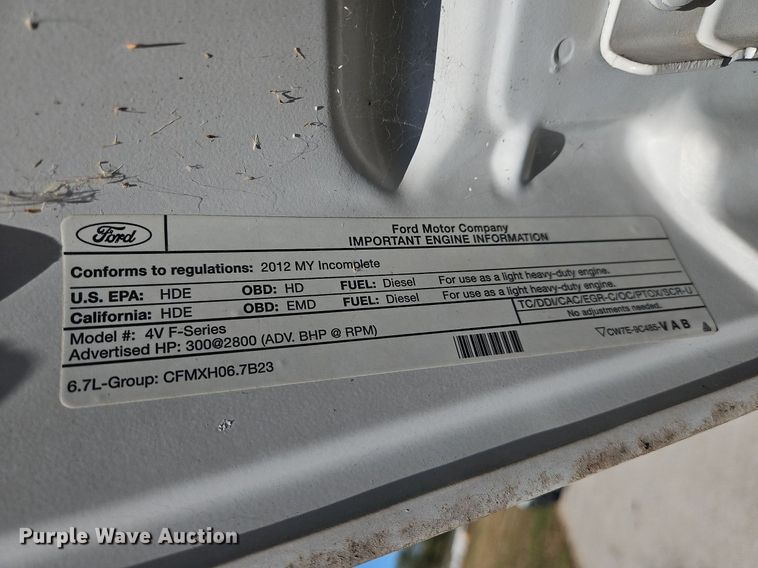 Ford
Ford Motor Company
IMPORTANT ENGINE INFORMATION
Conforms to regulations: 2012 MY Incomplete
U.S. EPA: HDE OBD: HD FUEL: Diesel For use as a light heavy-duty engine.
California: HDE OBD: EMD FUEL: Diesel For use as a light heavy-duty engine.
Model #: 4V F-Series
TC/DDI/CAC/EGR-C/OC/PTOX/SCR-U
Advertised HP: 300@2800 (ADV. BHP @ RPM)
No adjustments needed.
CW7E-9C485-VAB
6.7L-Group: CFMXH06.7B23
Purple Wave Auction